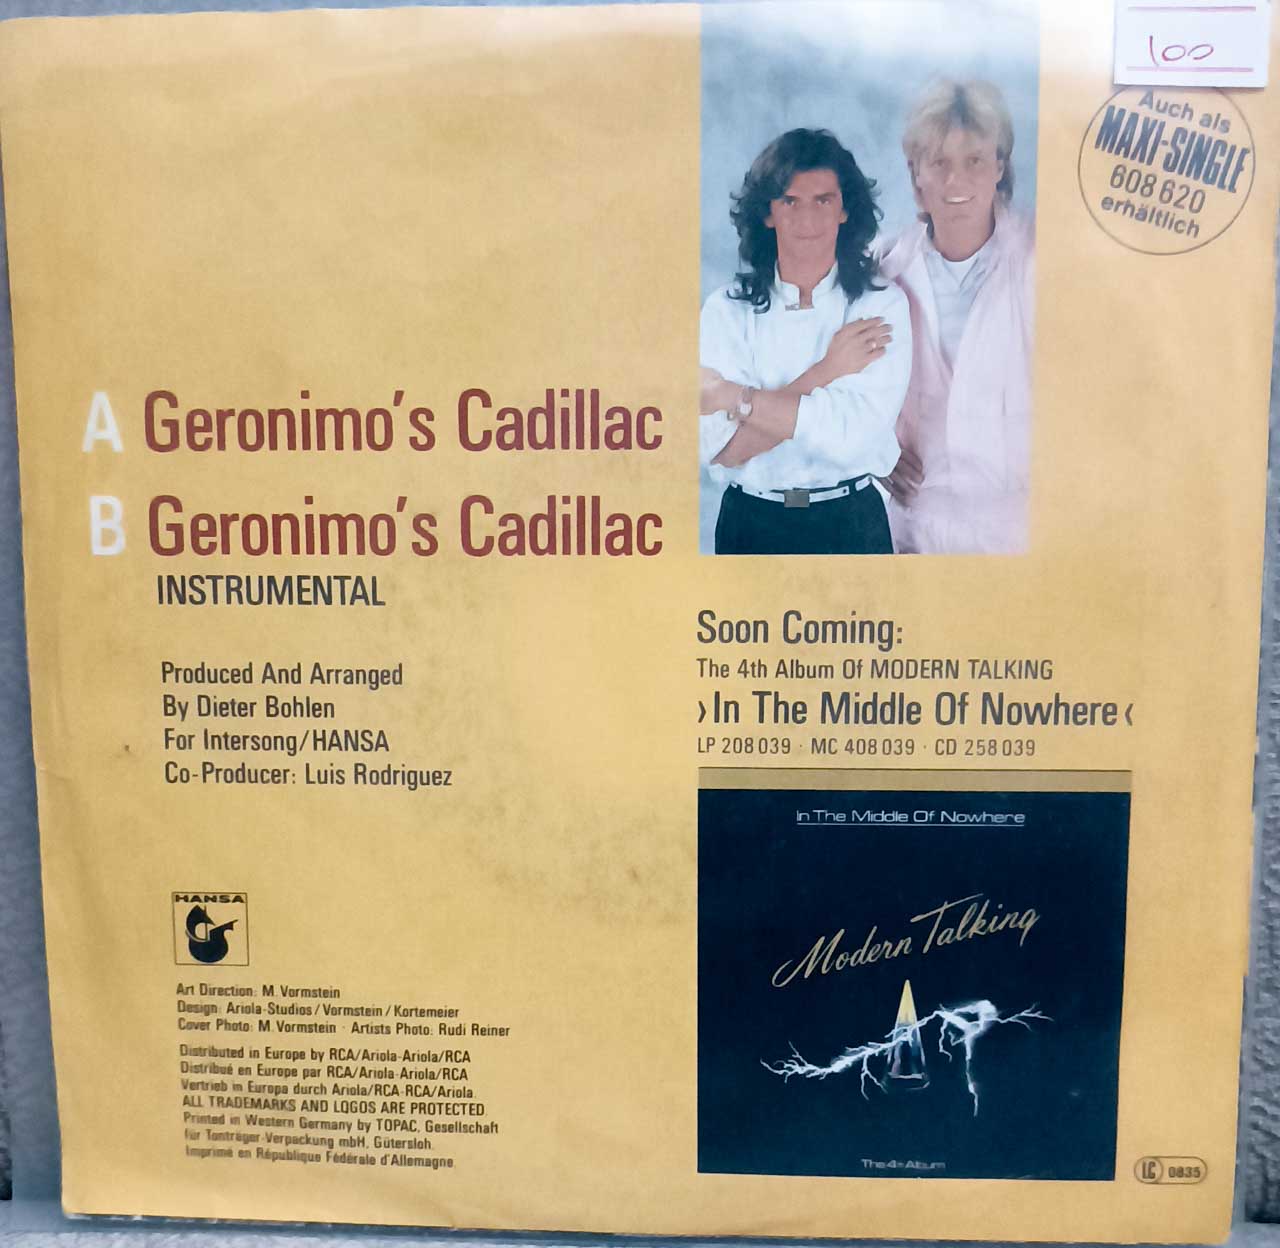 100
Auch als
MAXI-SINGLE
608 620
erhältlich
A Geronimo's Cadillac
B Geronimo's Cadillac
INSTRUMENTAL
Produced And Arranged
By Dieter Bohlen
For Intersong/HANSA
Co-Producer: Luis Rodriguez
Soon Coming:
The 4th Album Of MODERN TALKING
›In The Middle Of Nowhere‹
LP 208 039 · MC 408 039 · CD 258 039
In The Middle Of Nowhere
Modern Talking
The 4th Album
HANSA
Art Direction: M. Vormstein
Design: Ariola-Studios / Vormstein / Kortemeier
Cover Photo: M. Vormstein · Artists Photo: Rudi Reiner
Distributed in Europe by RCA/Ariola-Ariola/RCA
Distribué en Europe par RCA/Ariola-Ariola/RCA
Vertrieb in Europa durch Ariola/RCA-RCA/Ariola.
ALL TRADEMARKS AND LOGOS ARE PROTECTED.
Printed in Western Germany by TOPAC, Gesellschaft
für Tonträger-Verpackung mbH, Gütersloh.
Imprimé en République Fédérale d'Allemagne.
LC 0835